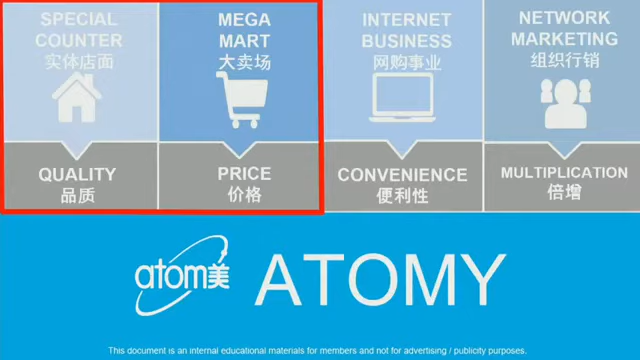 SPECIAL
COUNTER
实体店面
QUALITY
品质
MEGA
MART
大卖场
PRICE
价格
INTERNET
BUSINESS
网购事业
CONVENIENCE
便利性
NETWORK
MARKETING
组织行销
MULTIPLICATION
倍增
atom美 ATOMY
This document is an internal educational materials for members and not for advertising / publicity purposes.